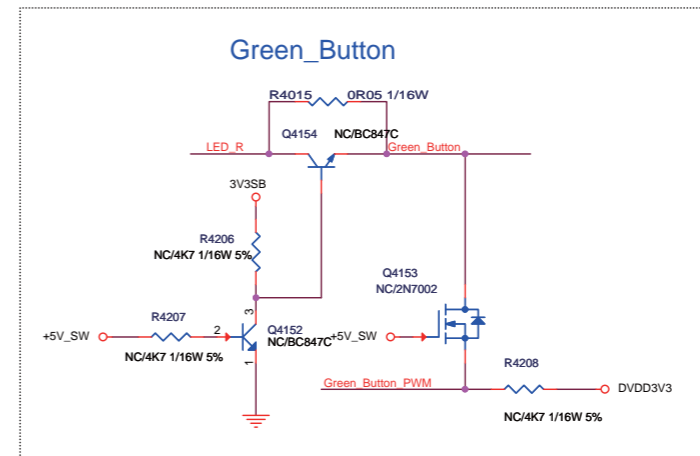 Green_Button
R4015 0R05 1/16W
Q4154 NC/BC847C
LED_R Green_Button
3V3SB
R4206
NC/4K7 1/16W 5%
Q4153
NC/2N7002
R4207
+5V_SW
2
3
1
Q4152
NC/BC847C
+5V_SW
NC/4K7 1/16W 5%
R4208
Green_Button_PWM
DVDD3V3
NC/4K7 1/16W 5%